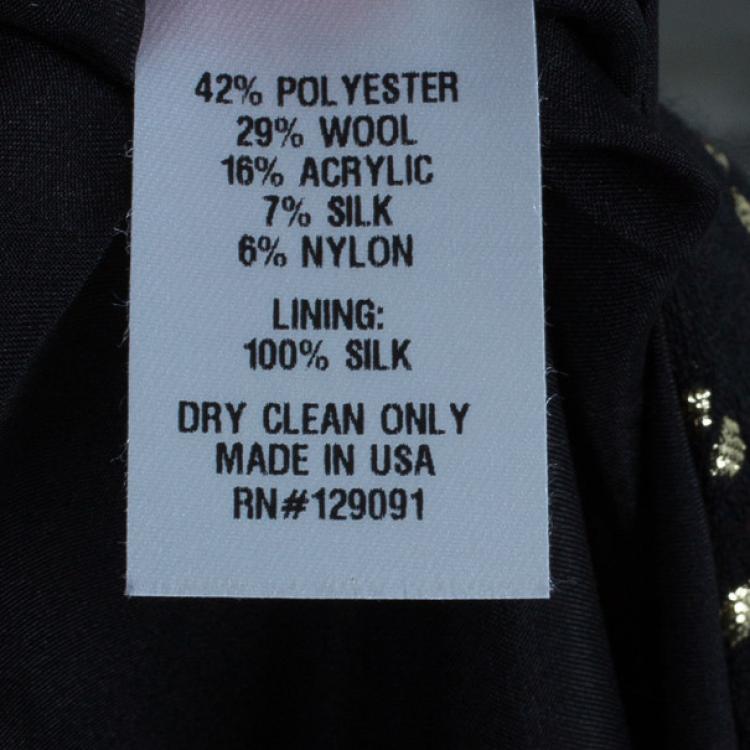 42% POLYESTER
29% WOOL
16% ACRYLIC
7% SILK
6% NYLON
LINING:
100% SILK
DRY CLEAN ONLY
MADE IN USA
RN#129091